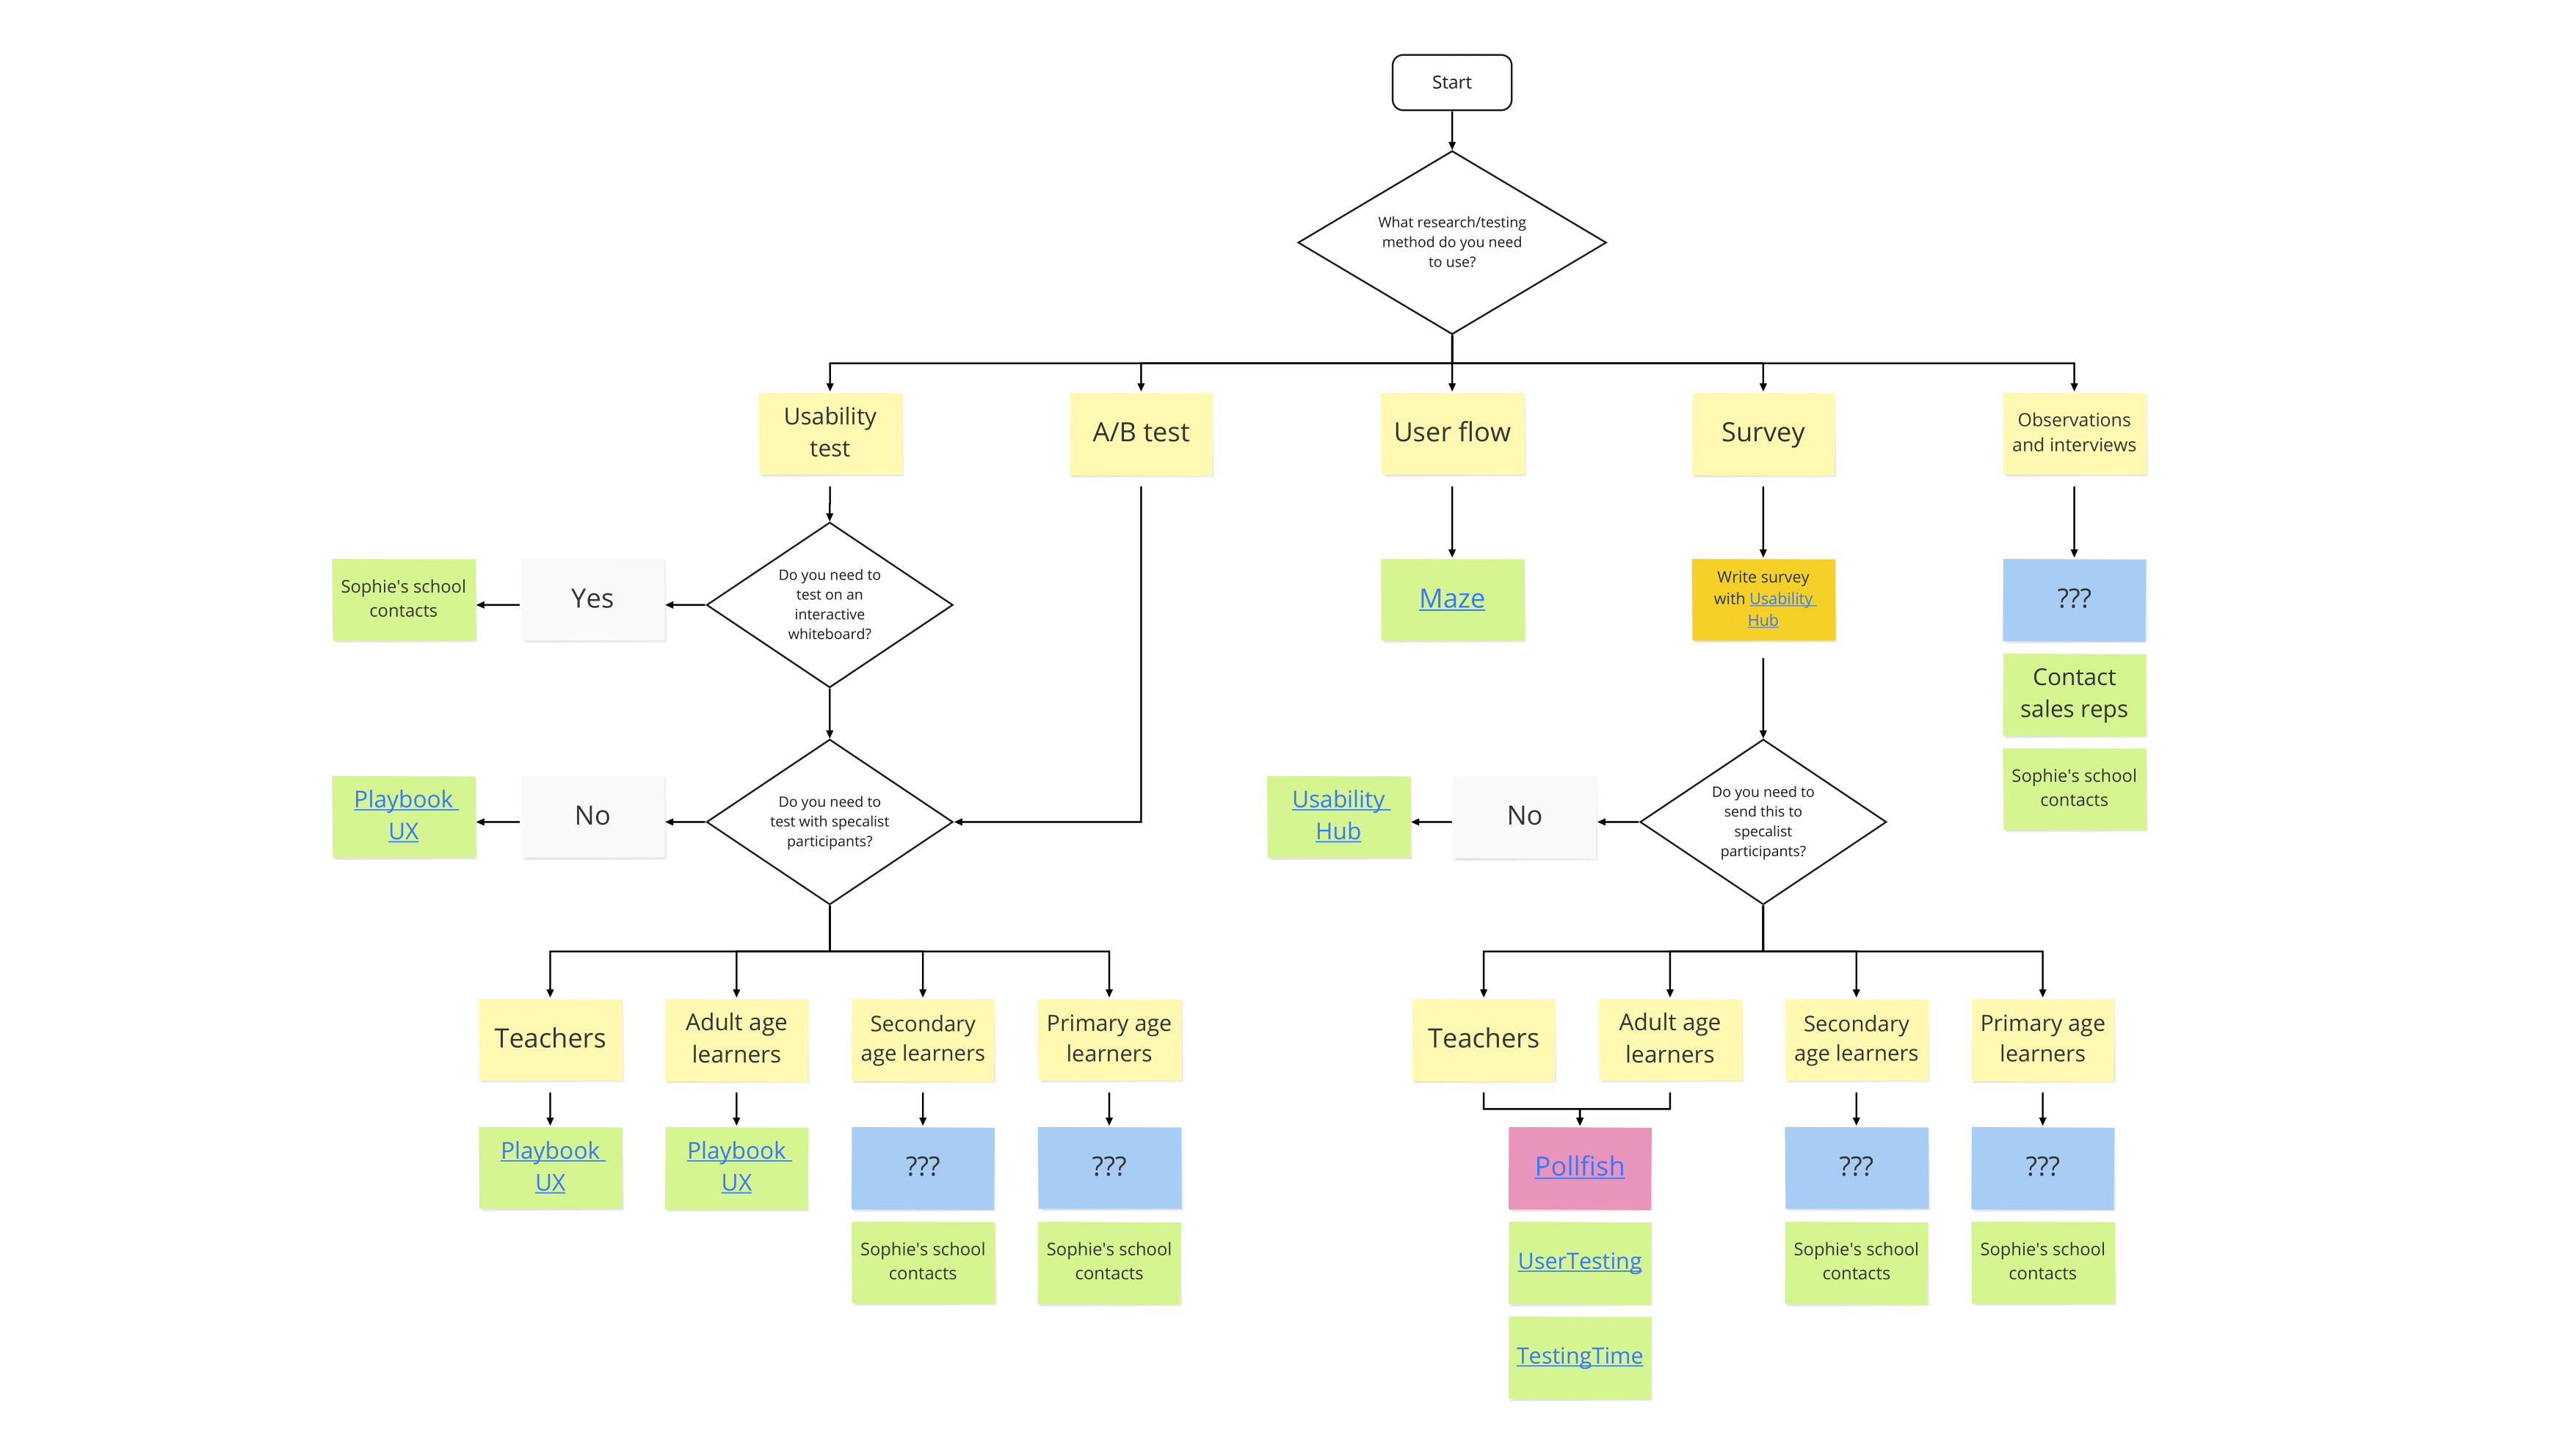 Start
What research/testing
method do you need
to use?
Usability
test
A/B test
User flow
Survey
Observations
and interviews
Sophie's school
contacts
Yes
Do you need to
test on an
interactive
whiteboard?
Maze
Write survey
with Usability
Hub
???
Contact
sales reps
Sophie's school
contacts
Playbook
UX
No
Do you need to
test with specalist
participants?
Usability
Hub
No
Do you need to
send this to
specalist
participants?
Teachers
Adult age
learners
Secondary
age learners
Primary age
learners
Teachers
Adult age
learners
Secondary
age learners
Primary age
learners
Playbook
UX
Playbook
UX
???
???
Pollfish
???
???
Sophie's school
contacts
Sophie's school
contacts
UserTesting
Sophie's school
contacts
Sophie's school
contacts
TestingTime